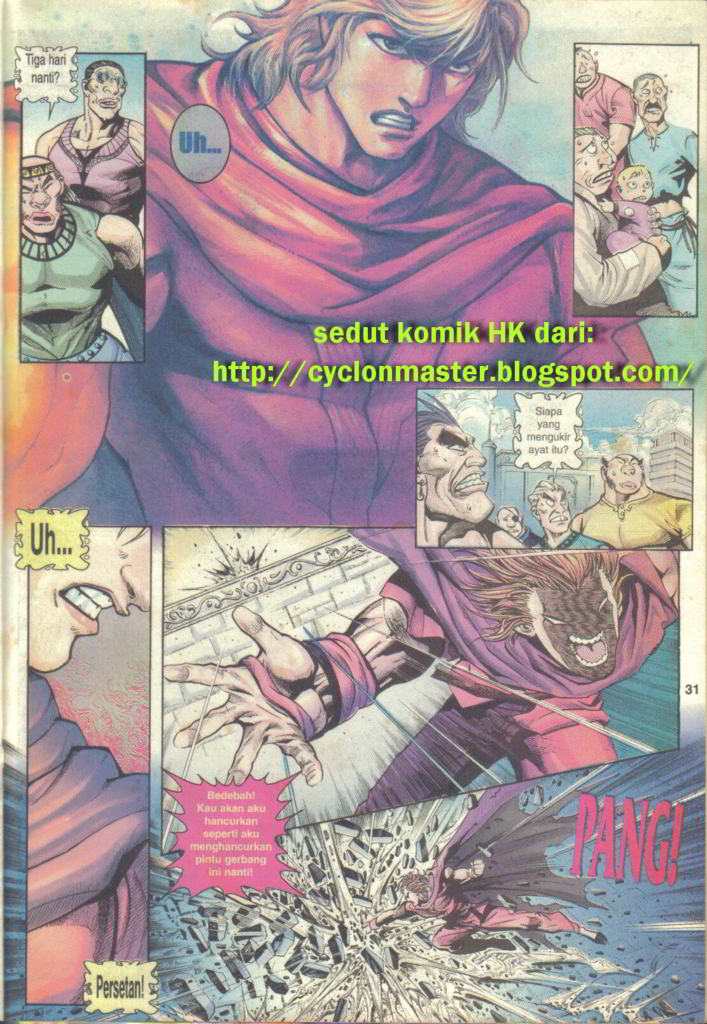 Tiga hari
nanti?
Uh...
sedut komik HK dari:
http://cyclonmaster.blogspot.com/
Siapa
yang
mengukir
ayat itu?
Uh...
31
Bedebah!
Kau akan aku
hancurkan
seperti aku
menghancurkan
pintu gerbang
ini nanti!
PANG!
Persetan!